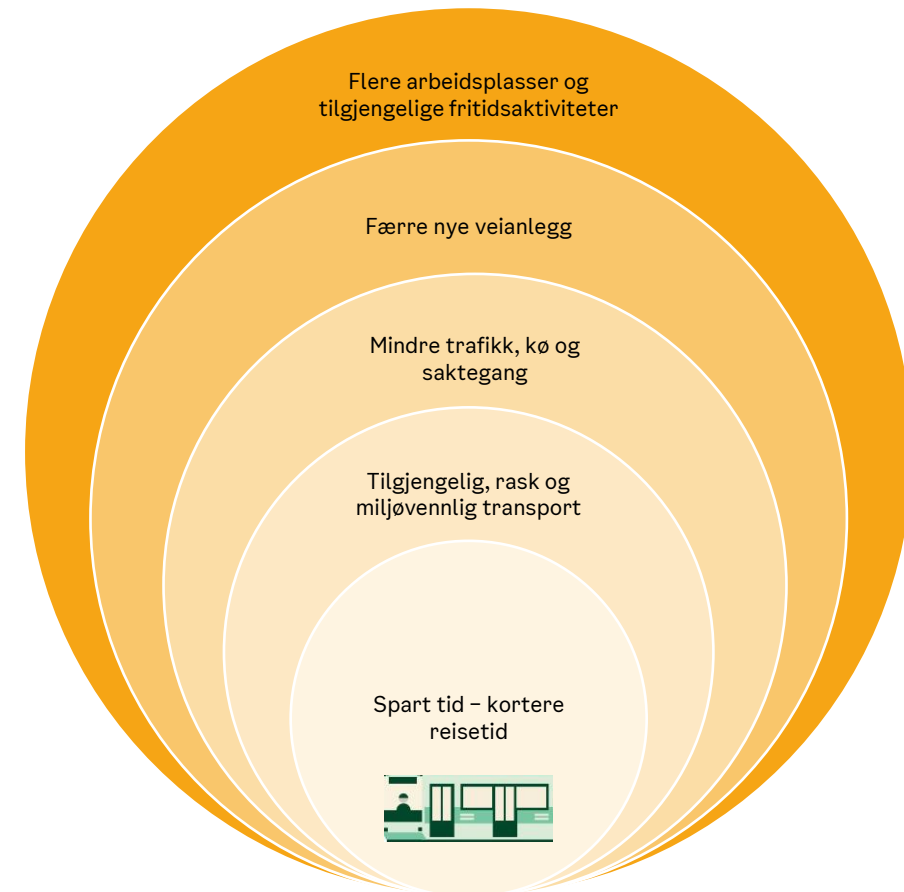 Flere arbeidsplasser og
tilgjengelige fritidsaktiviteter
Færre nye veianlegg
Mindre trafikk, kø og
saktegang
Tilgjengelig, rask og
miljøvennlig transport
Spart tid – kortere
reisetid